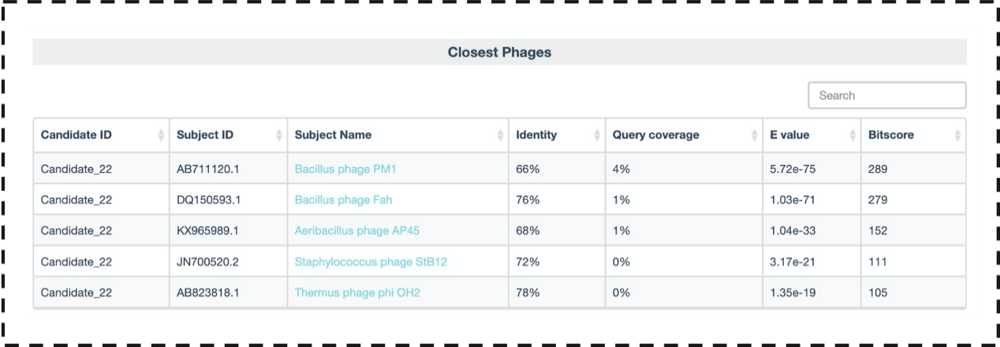 Closest Phages
Search
Candidate ID Subject ID Subject Name Identity Query coverage E value Bitscore
Candidate_22 AB711120.1 Bacillus phage PM1 66% 4% 5.72e-75 289
Candidate_22 DQ150593.1 Bacillus phage Fah 76% 1% 1.03e-71 279
Candidate_22 KX965989.1 Aeribacillus phage AP45 68% 1% 1.04e-33 152
Candidate_22 JN700520.2 Staphylococcus phage StB12 72% 0% 3.17e-21 111
Candidate_22 AB823818.1 Thermus phage phi OH2 78% 0% 1.35e-19 105